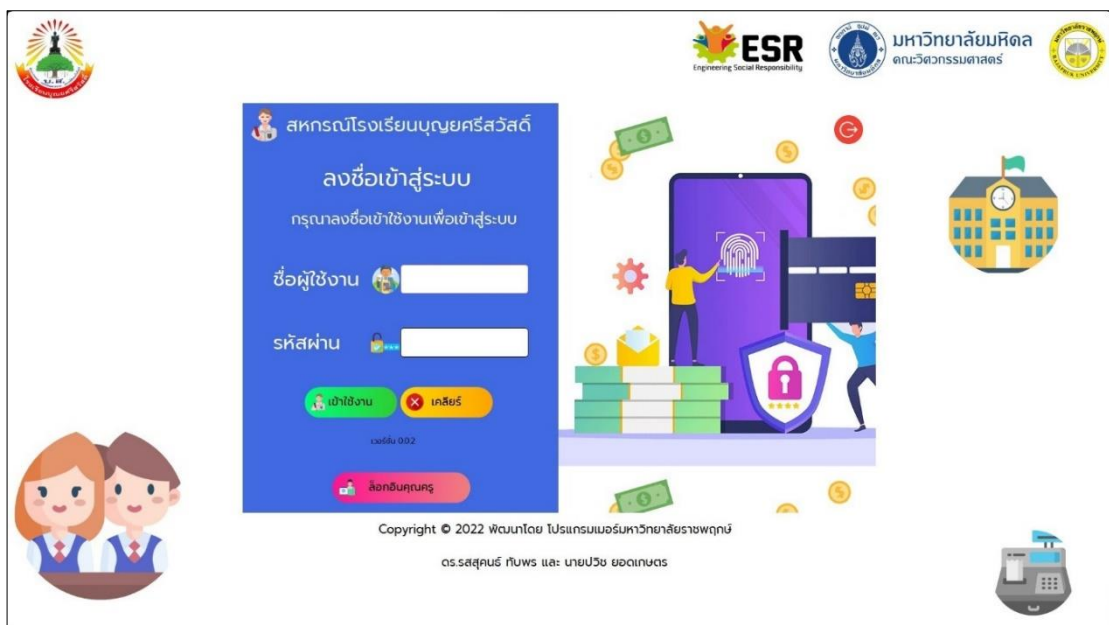 ESR
Engineering Social Responsibility
มหาวิทยาลัยมหิดล
คณะวิศวกรรมศาสตร์
สหกรณ์โรงเรียนบุญยศรีสวัสดิ์
ลงชื่อเข้าสู่ระบบ
กรุณาลงชื่อเข้าใช้งานเพื่อเข้าสู่ระบบ
ชื่อผู้ใช้งาน
รหัสผ่าน
เข้าใช้งาน
เคลียร์
เวอร์ชั่น 0.0.2
ล็อกอินคุณครู
Copyright © 2022 พัฒนาโดย โปรแกรมเมอร์มหาวิทยาลัยราชพฤกษ์
ดร.รสสุคนธ์ ทับพร และ นายปวิช ยอดเกษตร